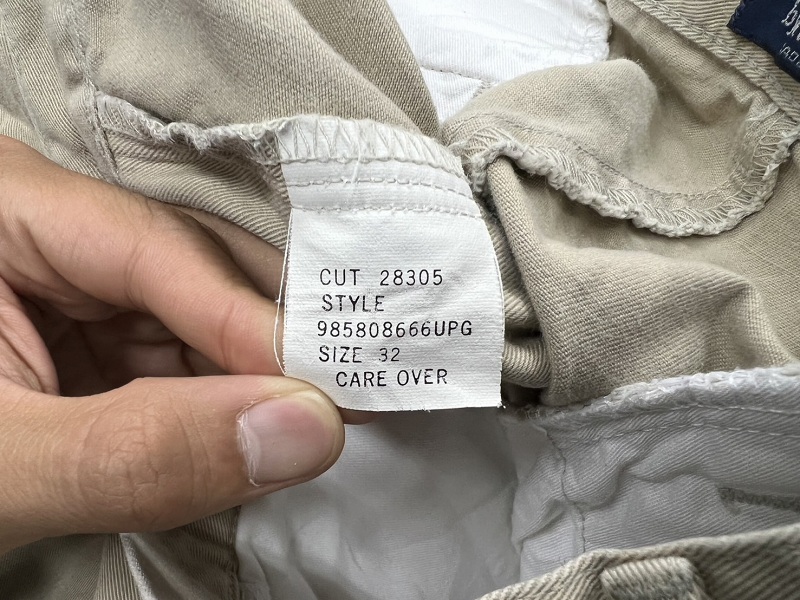 CUT 28305
STYLE
985808666UPG
SIZE 32
CARE OVER